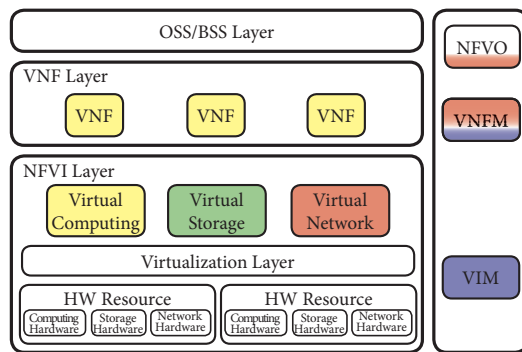 OSS/BSS Layer
VNF Layer
VNF VNF VNF
NFVI Layer
Virtual
Computing
Virtual
Storage
Virtual
Network
Virtualization Layer
HW Resource
Computing
Hardware
Storage
Hardware
Network
Hardware
HW Resource
Computing
Hardware
Storage
Hardware
Network
Hardware
NFVO
VNFM
VIM